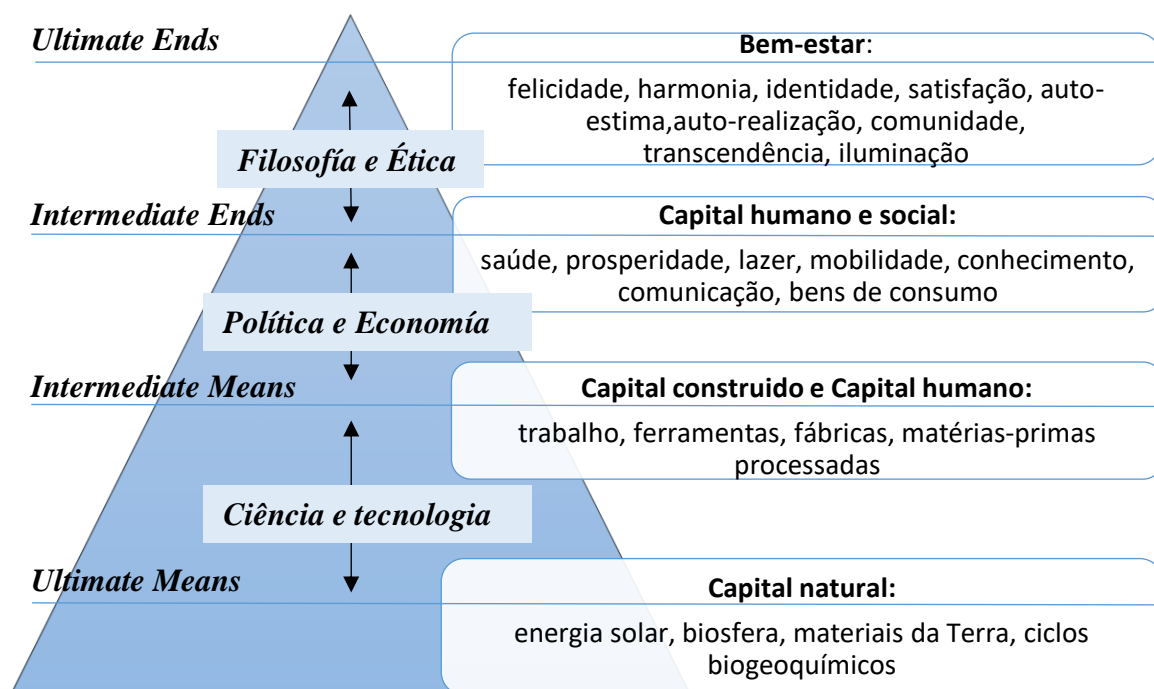 Ultimate Ends
Bem-estar:
felicidade, harmonia, identidade, satisfação, auto-
estima,auto-realização, comunidade,
transcendência, iluminação
Filosofía e Ética
Intermediate Ends
Capital humano e social:
saúde, prosperidade, lazer, mobilidade, conhecimento,
comunicação, bens de consumo
Política e Economía
Intermediate Means
Capital construido e Capital humano:
trabalho, ferramentas, fábricas, matérias-primas
processadas
Ciência e tecnologia
Ultimate Means
Capital natural:
energia solar, biosfera, materiais da Terra, ciclos
biogeoquímicos